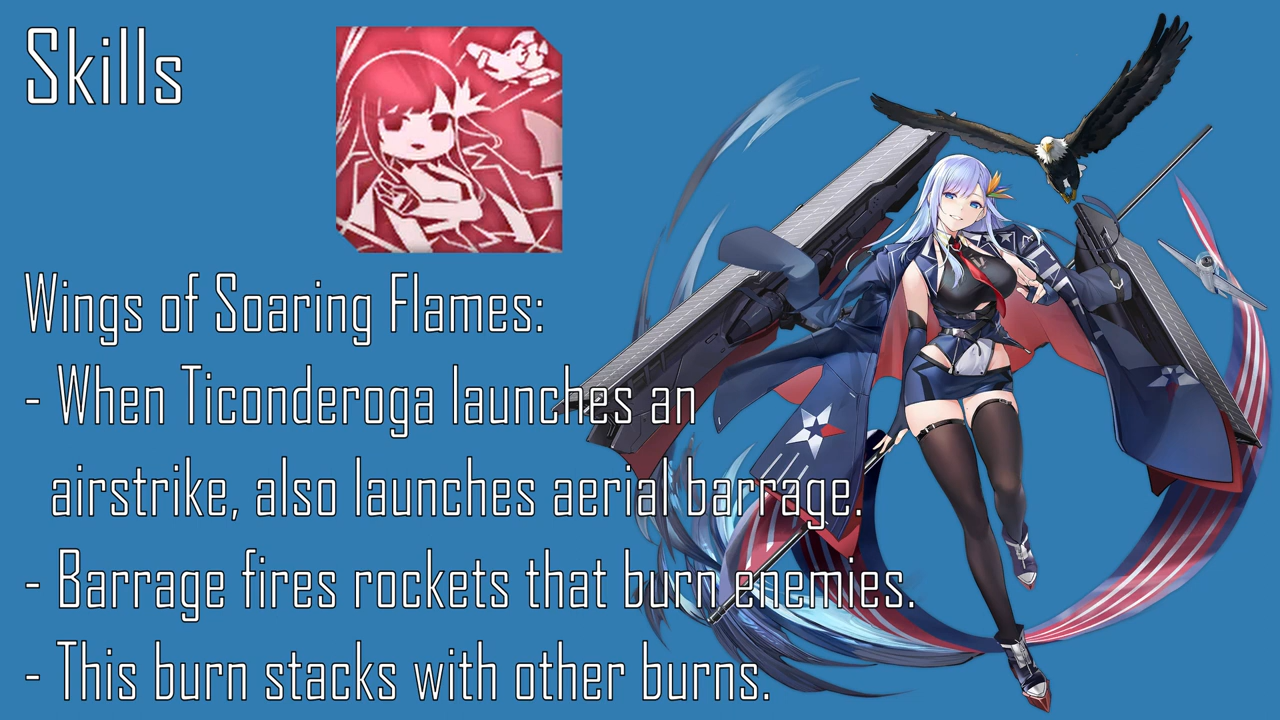 Skills
Wings of Soaring Flames:
- When Ticonderoga launches an
airstrike, also launches aerial barrage.
- Barrage fires rockets that burn enemies.
- This burn stacks with other burns.